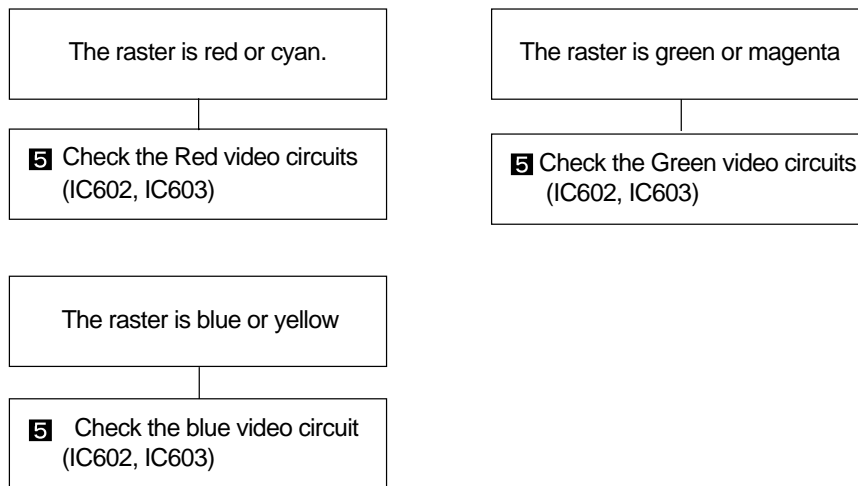 The raster is red or cyan.
5 Check the Red video circuits
(IC602, IC603)
The raster is green or magenta
5 Check the Green video circuits
(IC602, IC603)
The raster is blue or yellow
5 Check the blue video circuit
(IC602, IC603)